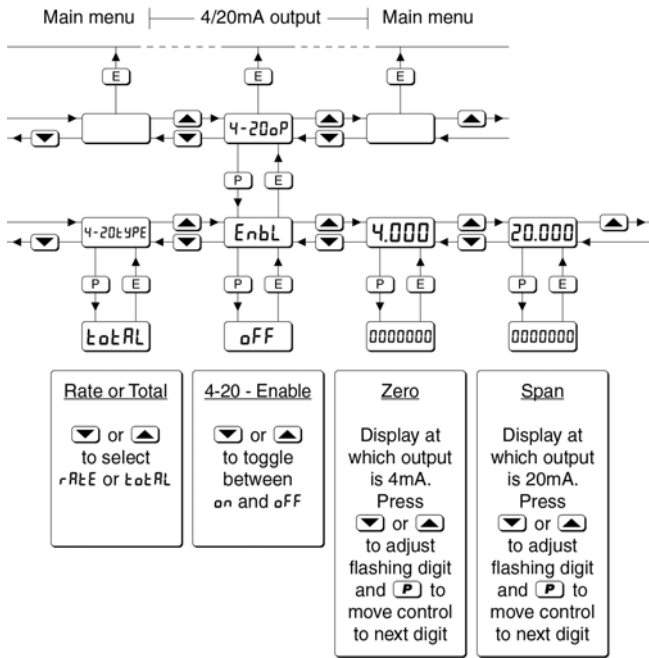 Main menu 4/20mA output Main menu
E E E
4-20oP
P E
4-20tYPE EnbL 4.000 20.000
P E P E P E P E
totAL oFF 0000000 0000000
Rate or Total
or
to select
rAtE or totAL
4-20 - Enable
or
to toggle
between
on and oFF
Zero
Display at
which output
is 4mA.
Press
or
to adjust
flashing digit
and P to
move control
to next digit
Span
Display at
which output
is 20mA.
Press
or
to adjust
flashing digit
and P to
move control
to next digit